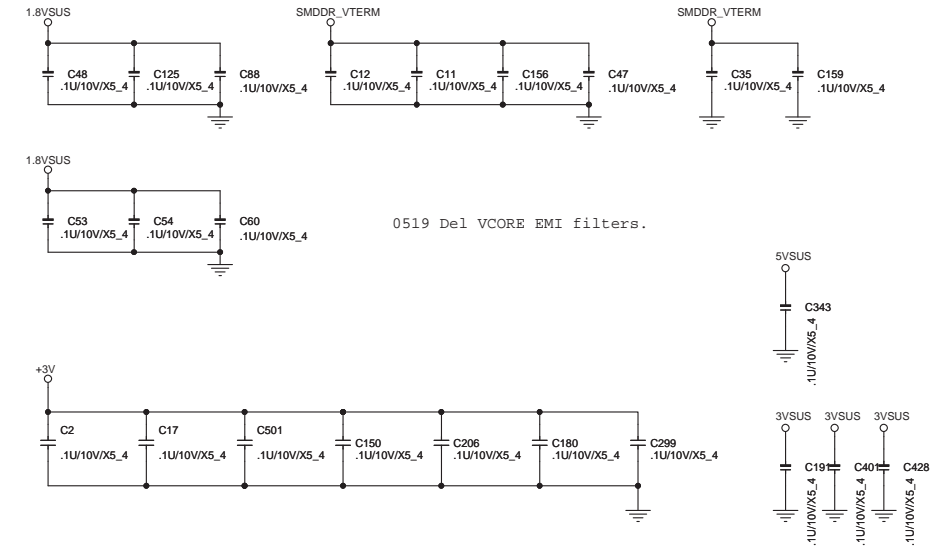 1.8VSUS
SMDDR_VTERM
SMDDR_VTERM
C48
.1U/10V/X5_4
C125
.1U/10V/X5_4
C88
.1U/10V/X5_4
C12
.1U/10V/X5_4
C11
.1U/10V/X5_4
C156
.1U/10V/X5_4
C47
.1U/10V/X5_4
C35
.1U/10V/X5_4
C159
.1U/10V/X5_4
1.8VSUS
C53
.1U/10V/X5_4
C54
.1U/10V/X5_4
C60
.1U/10V/X5_4
0519 Del VCORE EMI filters.
5VSUS
C343
.1U/10V/X5_4
+3V
C2
.1U/10V/X5_4
C17
.1U/10V/X5_4
C501
.1U/10V/X5_4
C150
.1U/10V/X5_4
C206
.1U/10V/X5_4
C180
.1U/10V/X5_4
C299
.1U/10V/X5_4
3VSUS
3VSUS
3VSUS
C191
.1U/10V/X5_4
C401
.1U/10V/X5_4
C428
.1U/10V/X5_4